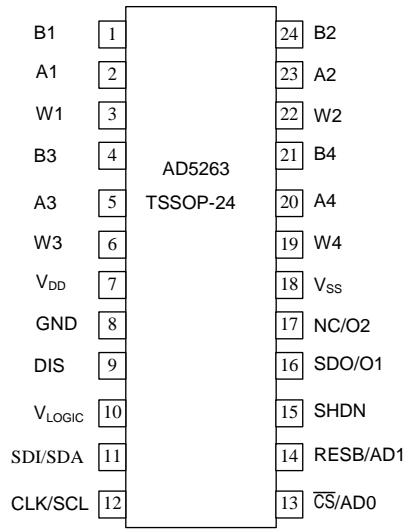 B1 1 24 B2
A1 2 23 A2
W1 3 22 W2
B3 4 21 B4
AD5263
A3 5 20 A4
TSSOP-24
W3 6 19 W4
VDD 7 18 VSS
GND 8 17 NC/O2
DIS 9 16 SDO/O1
VLOGIC 10 15 SHDN
SDI/SDA 11 14 RESB/AD1
CLK/SCL 12 13 C̅S̅/AD0